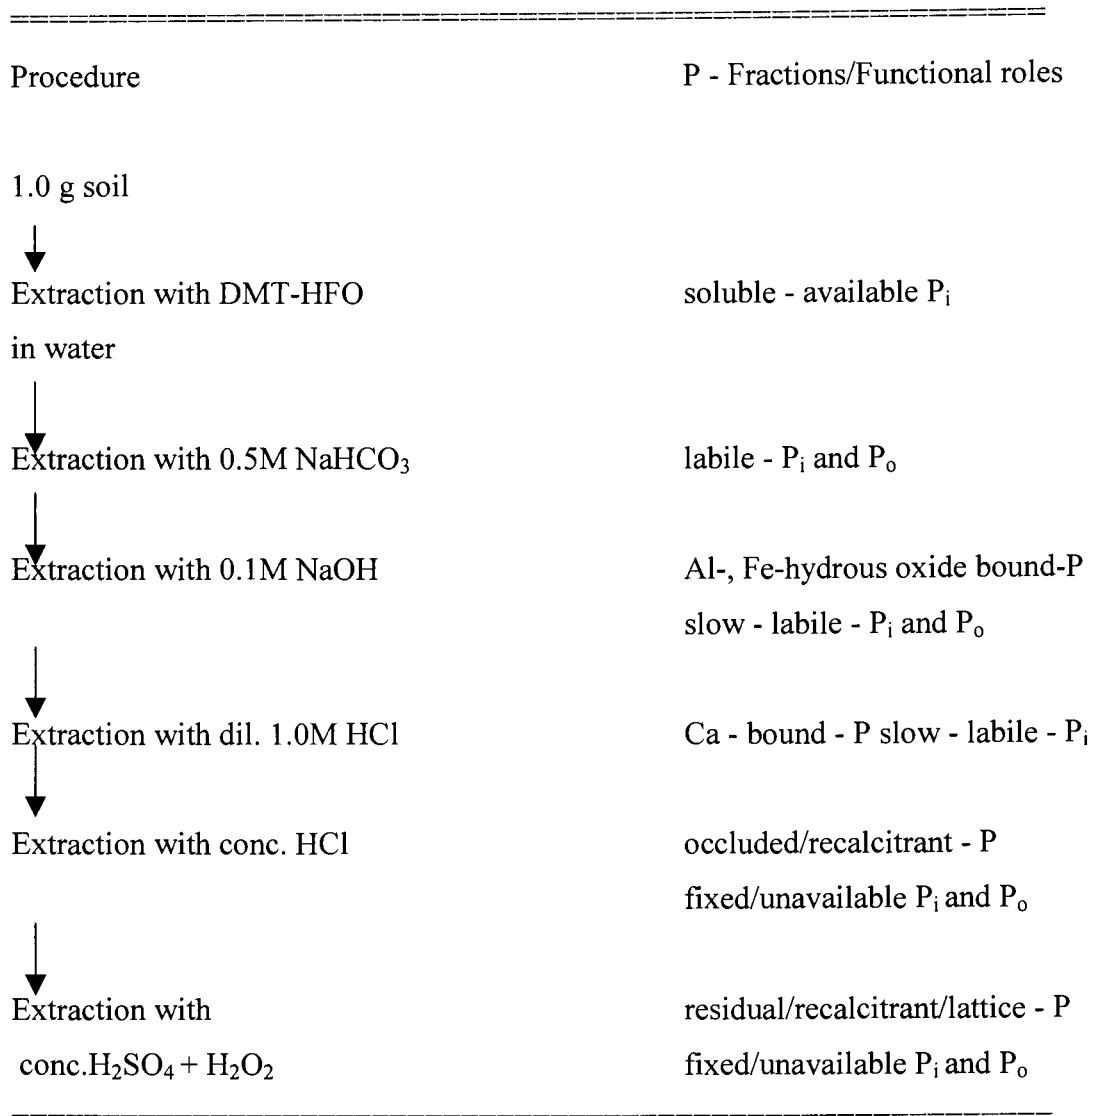 Procedure P - Fractions/Functional roles
1.0 g soil
Extraction with DMT-HFO soluble - available Pᵢ
in water
Extraction with 0.5M NaHCO₃ labile - Pᵢ and Pₒ
Extraction with 0.1M NaOH Al-, Fe-hydrous oxide bound-P
slow - labile - Pᵢ and Pₒ
Extraction with dil. 1.0M HCl Ca - bound - P slow - labile - Pᵢ
Extraction with conc. HCl occluded/recalcitrant - P
fixed/unavailable Pᵢ and Pₒ
Extraction with residual/recalcitrant/lattice - P
conc.H₂SO₄ + H₂O₂ fixed/unavailable Pᵢ and Pₒ